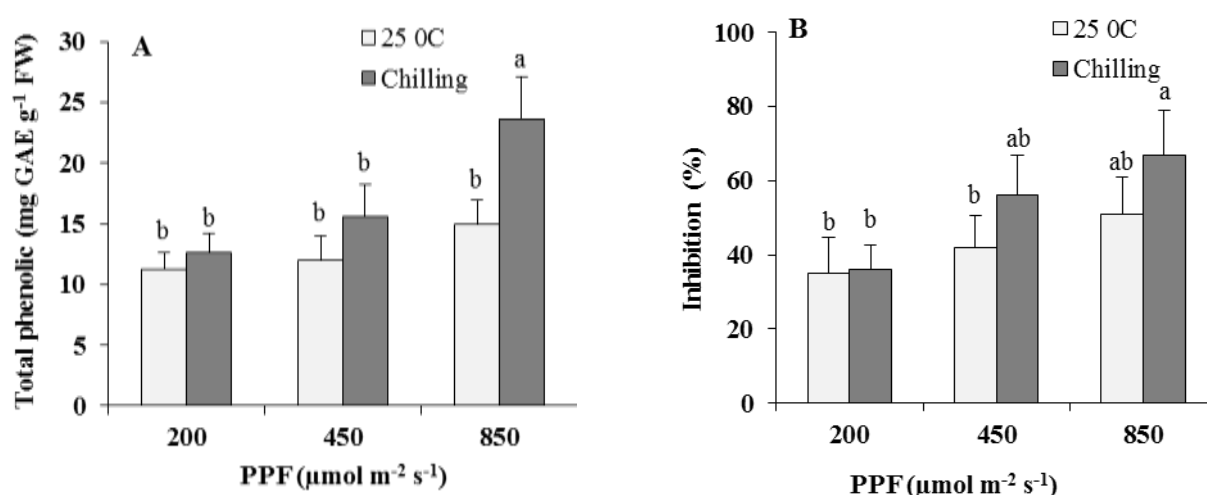 A
25 0C
Chilling
Total phenolic (mg GAE g⁻¹ FW)
30
25
20
15
10
5
0
b
b
b
b
b
a
200
450
850
PPF (µmol m⁻² s⁻¹)
B
25 0C
Chilling
Inhibition (%)
100
80
60
40
20
0
b
b
b
ab
ab
a
200
450
850
PPF (µmol m⁻² s⁻¹)